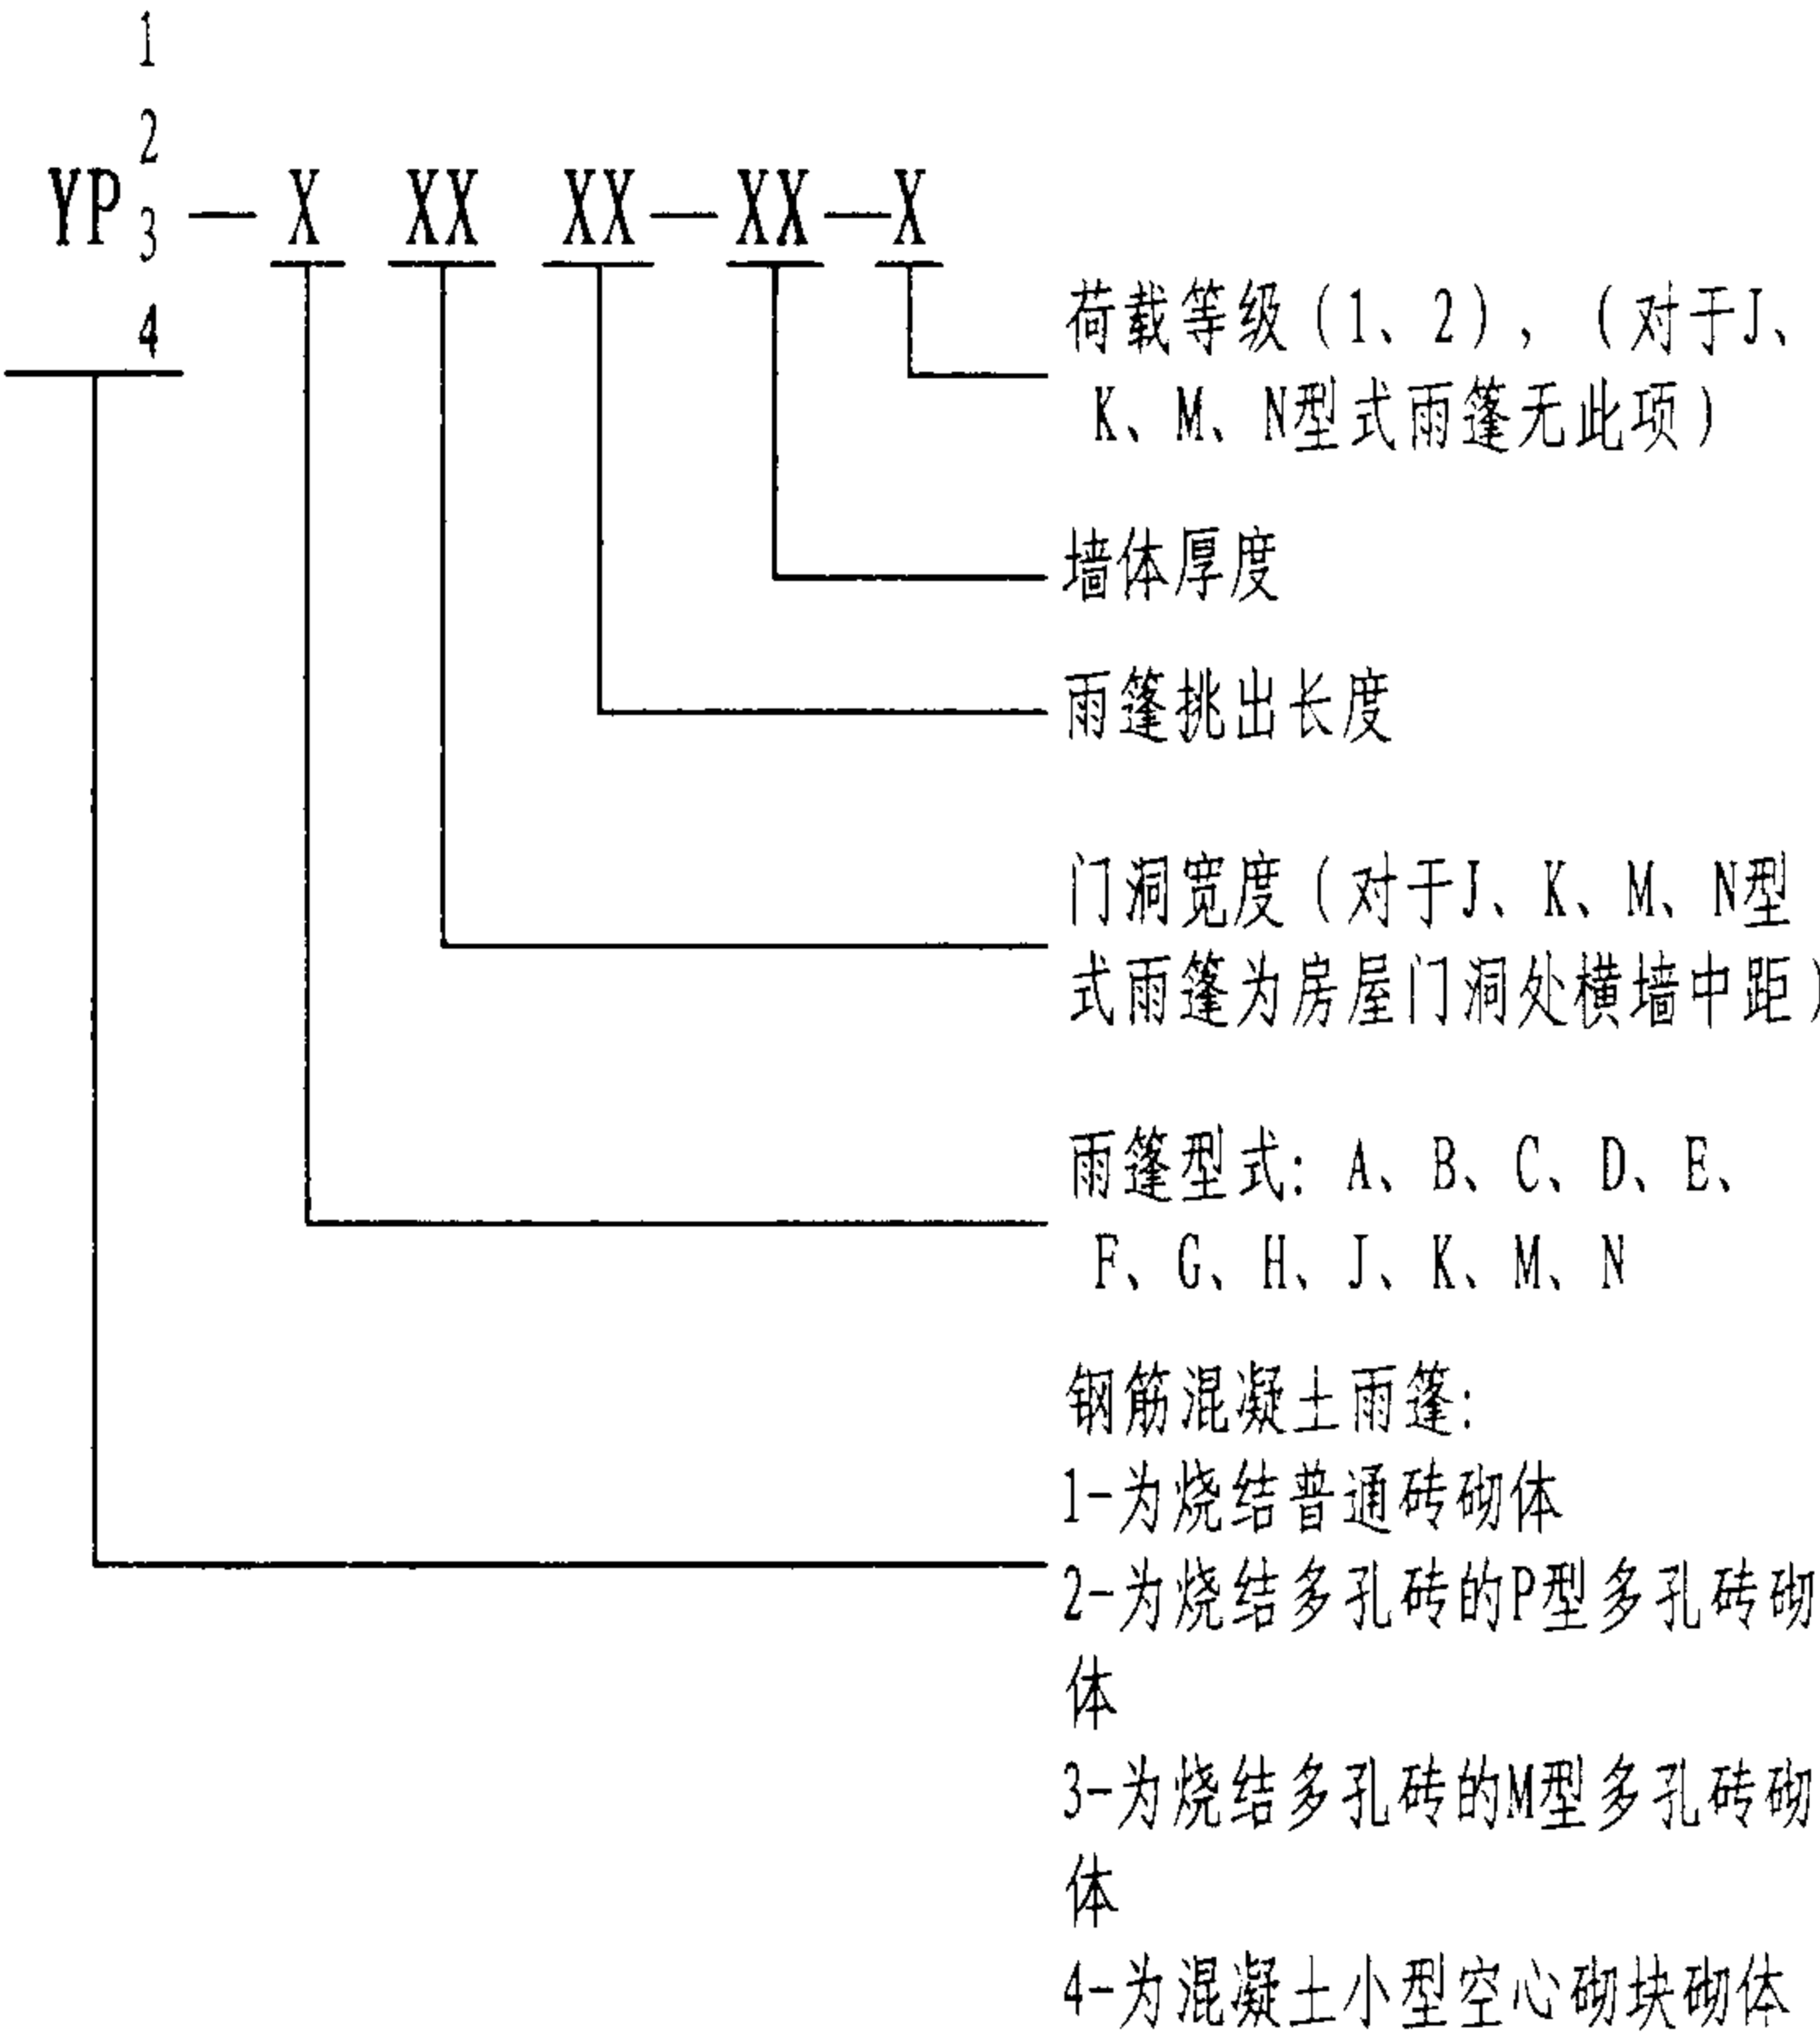 1
2
YP3—X XX XX—XX—X
4
荷载等级(1、2),(对于J、
K、M、N型式雨篷无此项)
墙体厚度
雨篷挑出长度
门洞宽度(对于J、K、M、N型
式雨篷为房屋门洞处横墙中距)
雨篷型式: A、B、C、D、E、
F、G、H、J、K、M、N
钢筋混凝土雨篷:
1-为烧结普通砖砌体
2-为烧结多孔砖的P型多孔砖砌
体
3-为烧结多孔砖的M型多孔砖砌
体
4-为混凝土小型空心砌块砌体